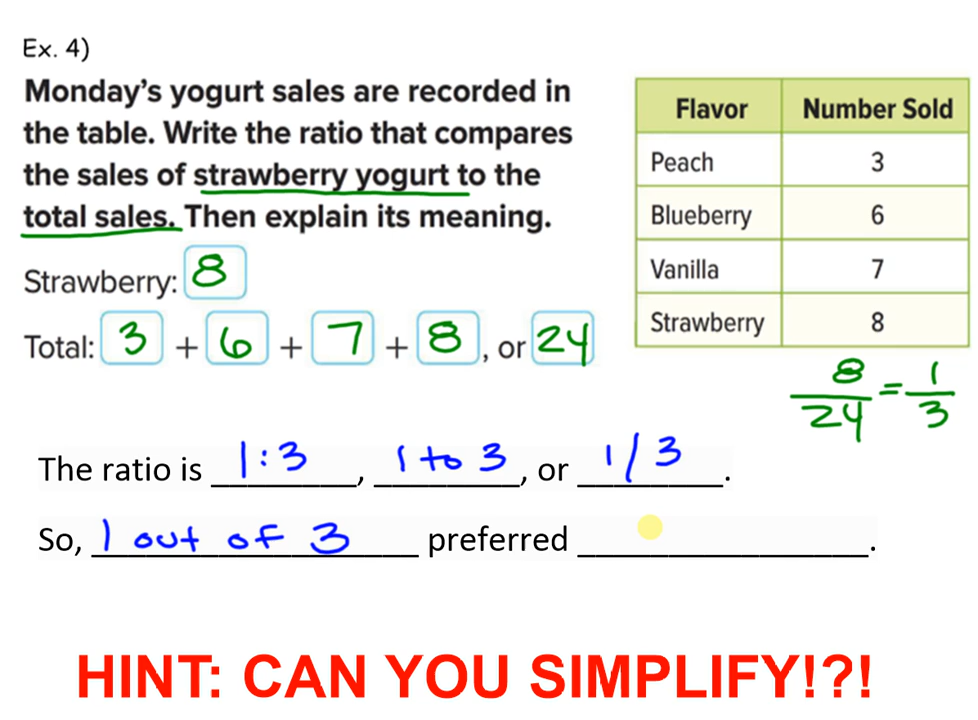 Ex. 4)
Monday's yogurt sales are recorded in
the table. Write the ratio that compares
the sales of strawberry yogurt to the
total sales. Then explain its meaning.
Strawberry: 8
Total: 3 + 6 + 7 + 8, or 24
Flavor Number Sold
Peach 3
Blueberry 6
Vanilla 7
Strawberry 8
8/24 = 1/3
The ratio is 1:3, 1 to 3, or 1/3.
So, 1 out of 3 preferred ________________.
HINT: CAN YOU SIMPLIFY!?!